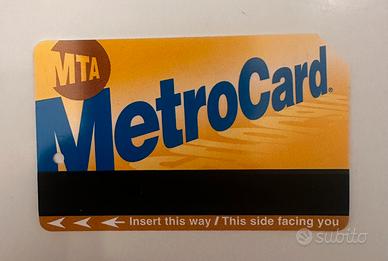 MTA
MetroCard®
Insert this way / This side facing you
subito